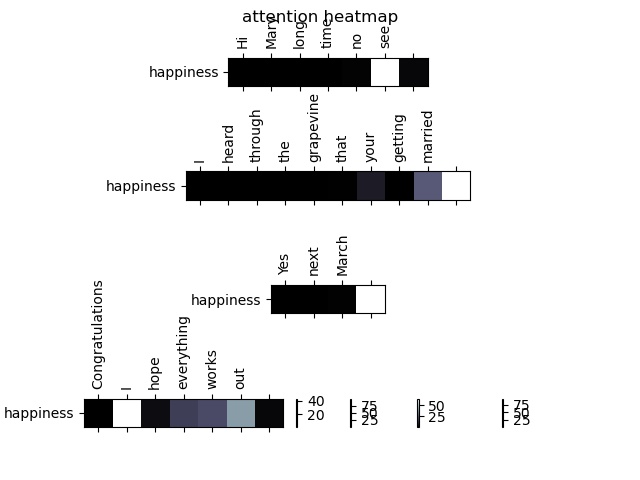 attention heatmap
Hi Mary long time no see
happiness
I heard through the grapevine that your getting married
happiness
Yes next March
happiness
Congratulations I hope everything works out
happiness
40 20
75 50 25
50 25
75 50 25